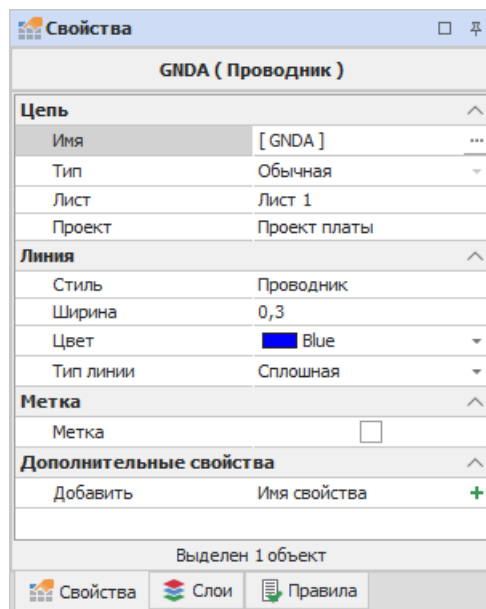 Свойства
GNDA ( Проводник )
Цепь
Имя [ GNDA ] ...
Тип Обычная
Лист Лист 1
Проект Проект платы
Линия
Стиль Проводник
Ширина 0,3
Цвет Blue
Тип линии Сплошная
Метка
Метка
Дополнительные свойства
Добавить Имя свойства +
Выделен 1 объект
Свойства Слои Правила